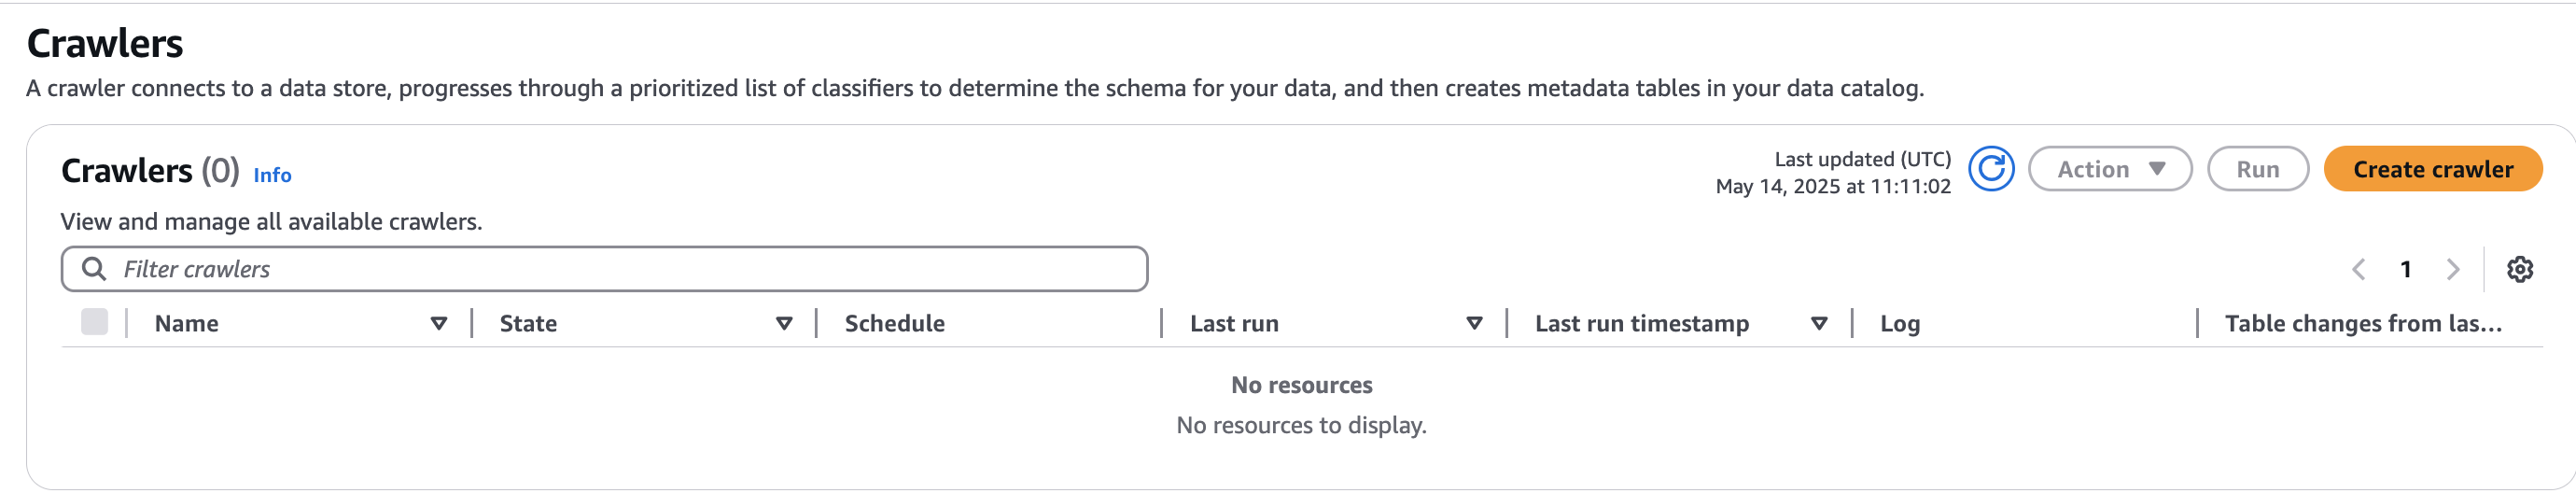 Crawlers
A crawler connects to a data store, progresses through a prioritized list of classifiers to determine the schema for your data, and then creates metadata tables in your data catalog.
Crawlers (0) Info
Last updated (UTC)
May 14, 2025 at 11:11:02
Action
Run
Create crawler
View and manage all available crawlers.
Filter crawlers
1
Name State Schedule Last run Last run timestamp Log Table changes from las...
No resources
No resources to display.